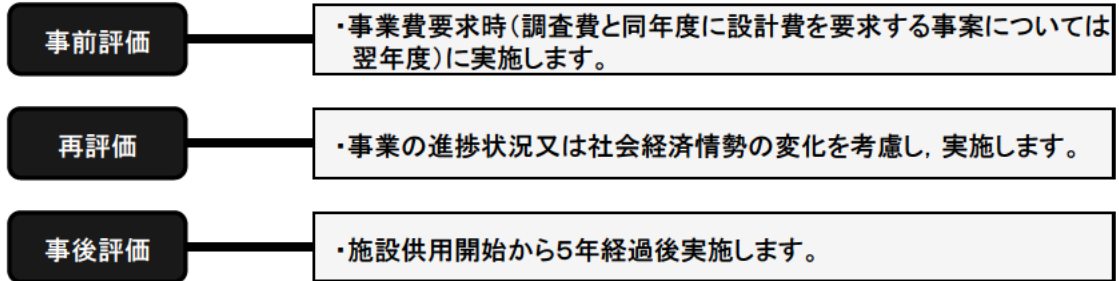 事前評価
・事業費要求時(調査費と同年度に設計費を要求する事案については
翌年度)に実施します。
再評価
・事業の進捗状況又は社会経済情勢の変化を考慮し，実施します。
事後評価
・施設供用開始から５年経過後実施します。